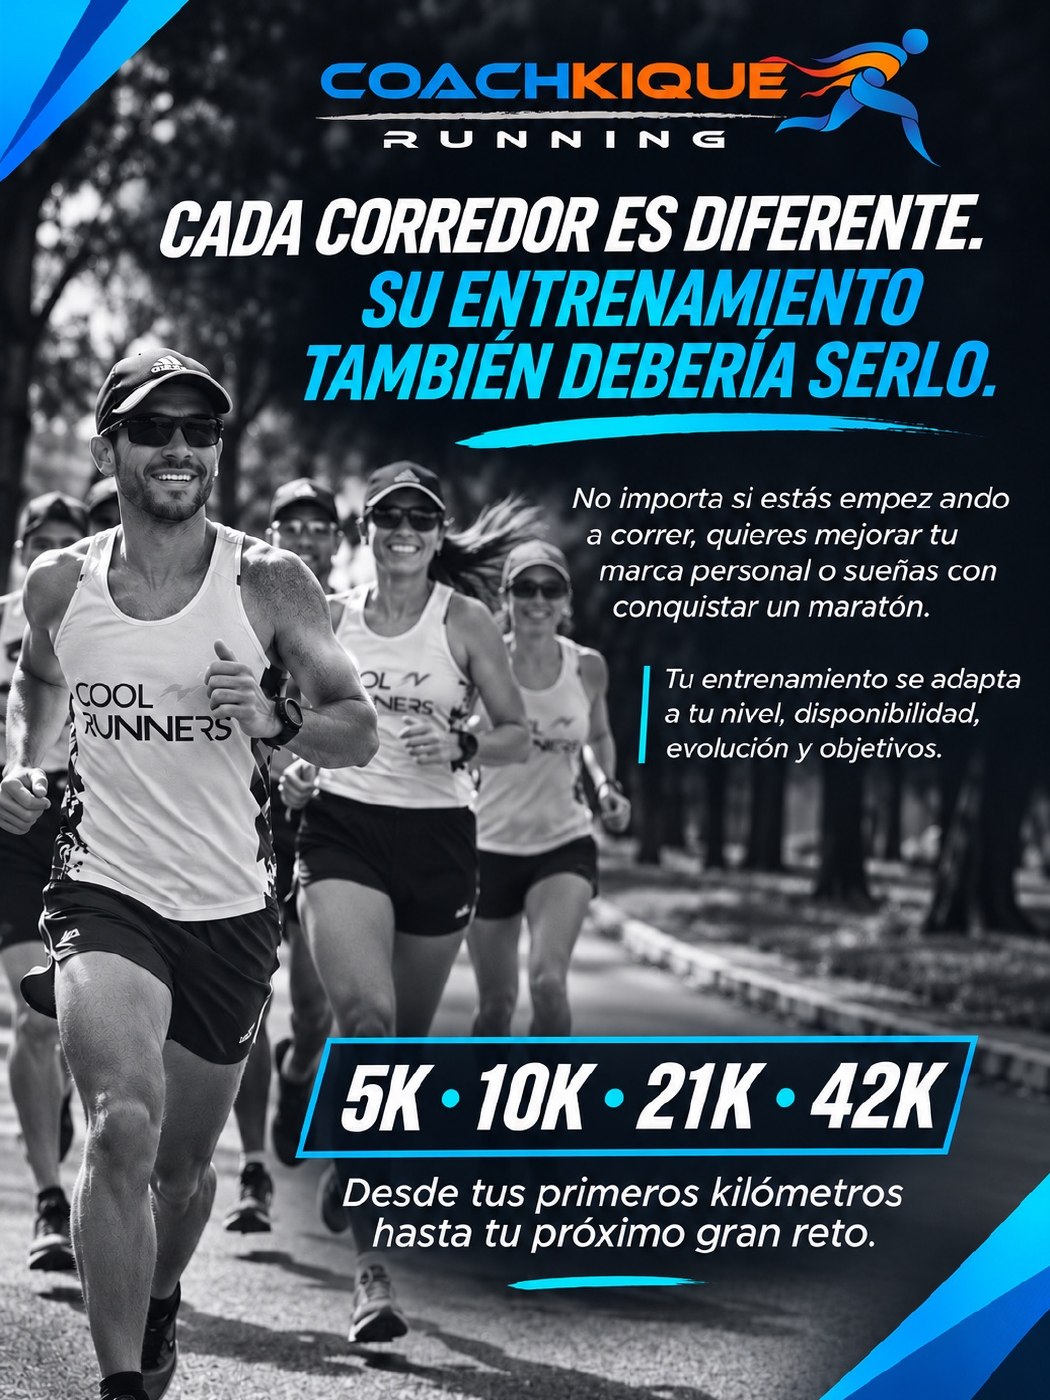 COACHKIQUE
RUNNING
CADA CORREDOR ES DIFERENTE.
SU ENTRENAMIENTO
TAMBIÉN DEBERÍA SERLO.
No importa si estás empez ando
a correr, quieres mejorar tu
marca personal o sueñas con
conquistar un maratón.
Tu entrenamiento se adapta
a tu nivel, disponibilidad,
evolución y objetivos.
COOL
RUNNERS
OL
NERS
5K • 10K • 21K • 42K
Desde tus primeros kilómetros
hasta tu próximo gran reto.